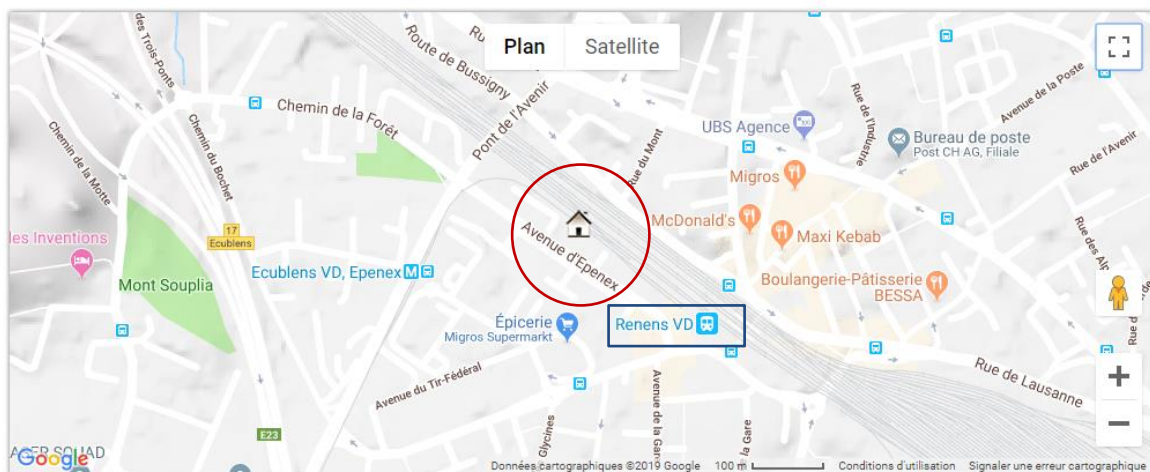 des Trois-Ponts
Route de Bussigny
Plan
Satellite
Chemin de la Forêt
Pont de l'Avenir
Chemin du Bochet
Chemin de la Motte
Rue du Mont
UBS Agence
Rue de l'Industrie
Avenue de la Poste
Bureau de poste
Post CH AG, Filiale
Rue de l'Avenir
Migros
McDonald's
Maxi Kebab
17
Ecublens
les Inventions
Mont Souplia
Ecublens VD, Epenex
M
Avenue d'Epenex
Boulangerie-Pâtisserie
BESSA
Épicerie
Migros Supermarkt
Renens VD
Avenue du Tir-Fédéral
Rue de Lausanne
+
−
E23
Glycines
Avenue de la Gare
la Gare
Google
Données cartographiques ©2019 Google
100 m
Conditions d'utilisation
Signaler une erreur cartographique